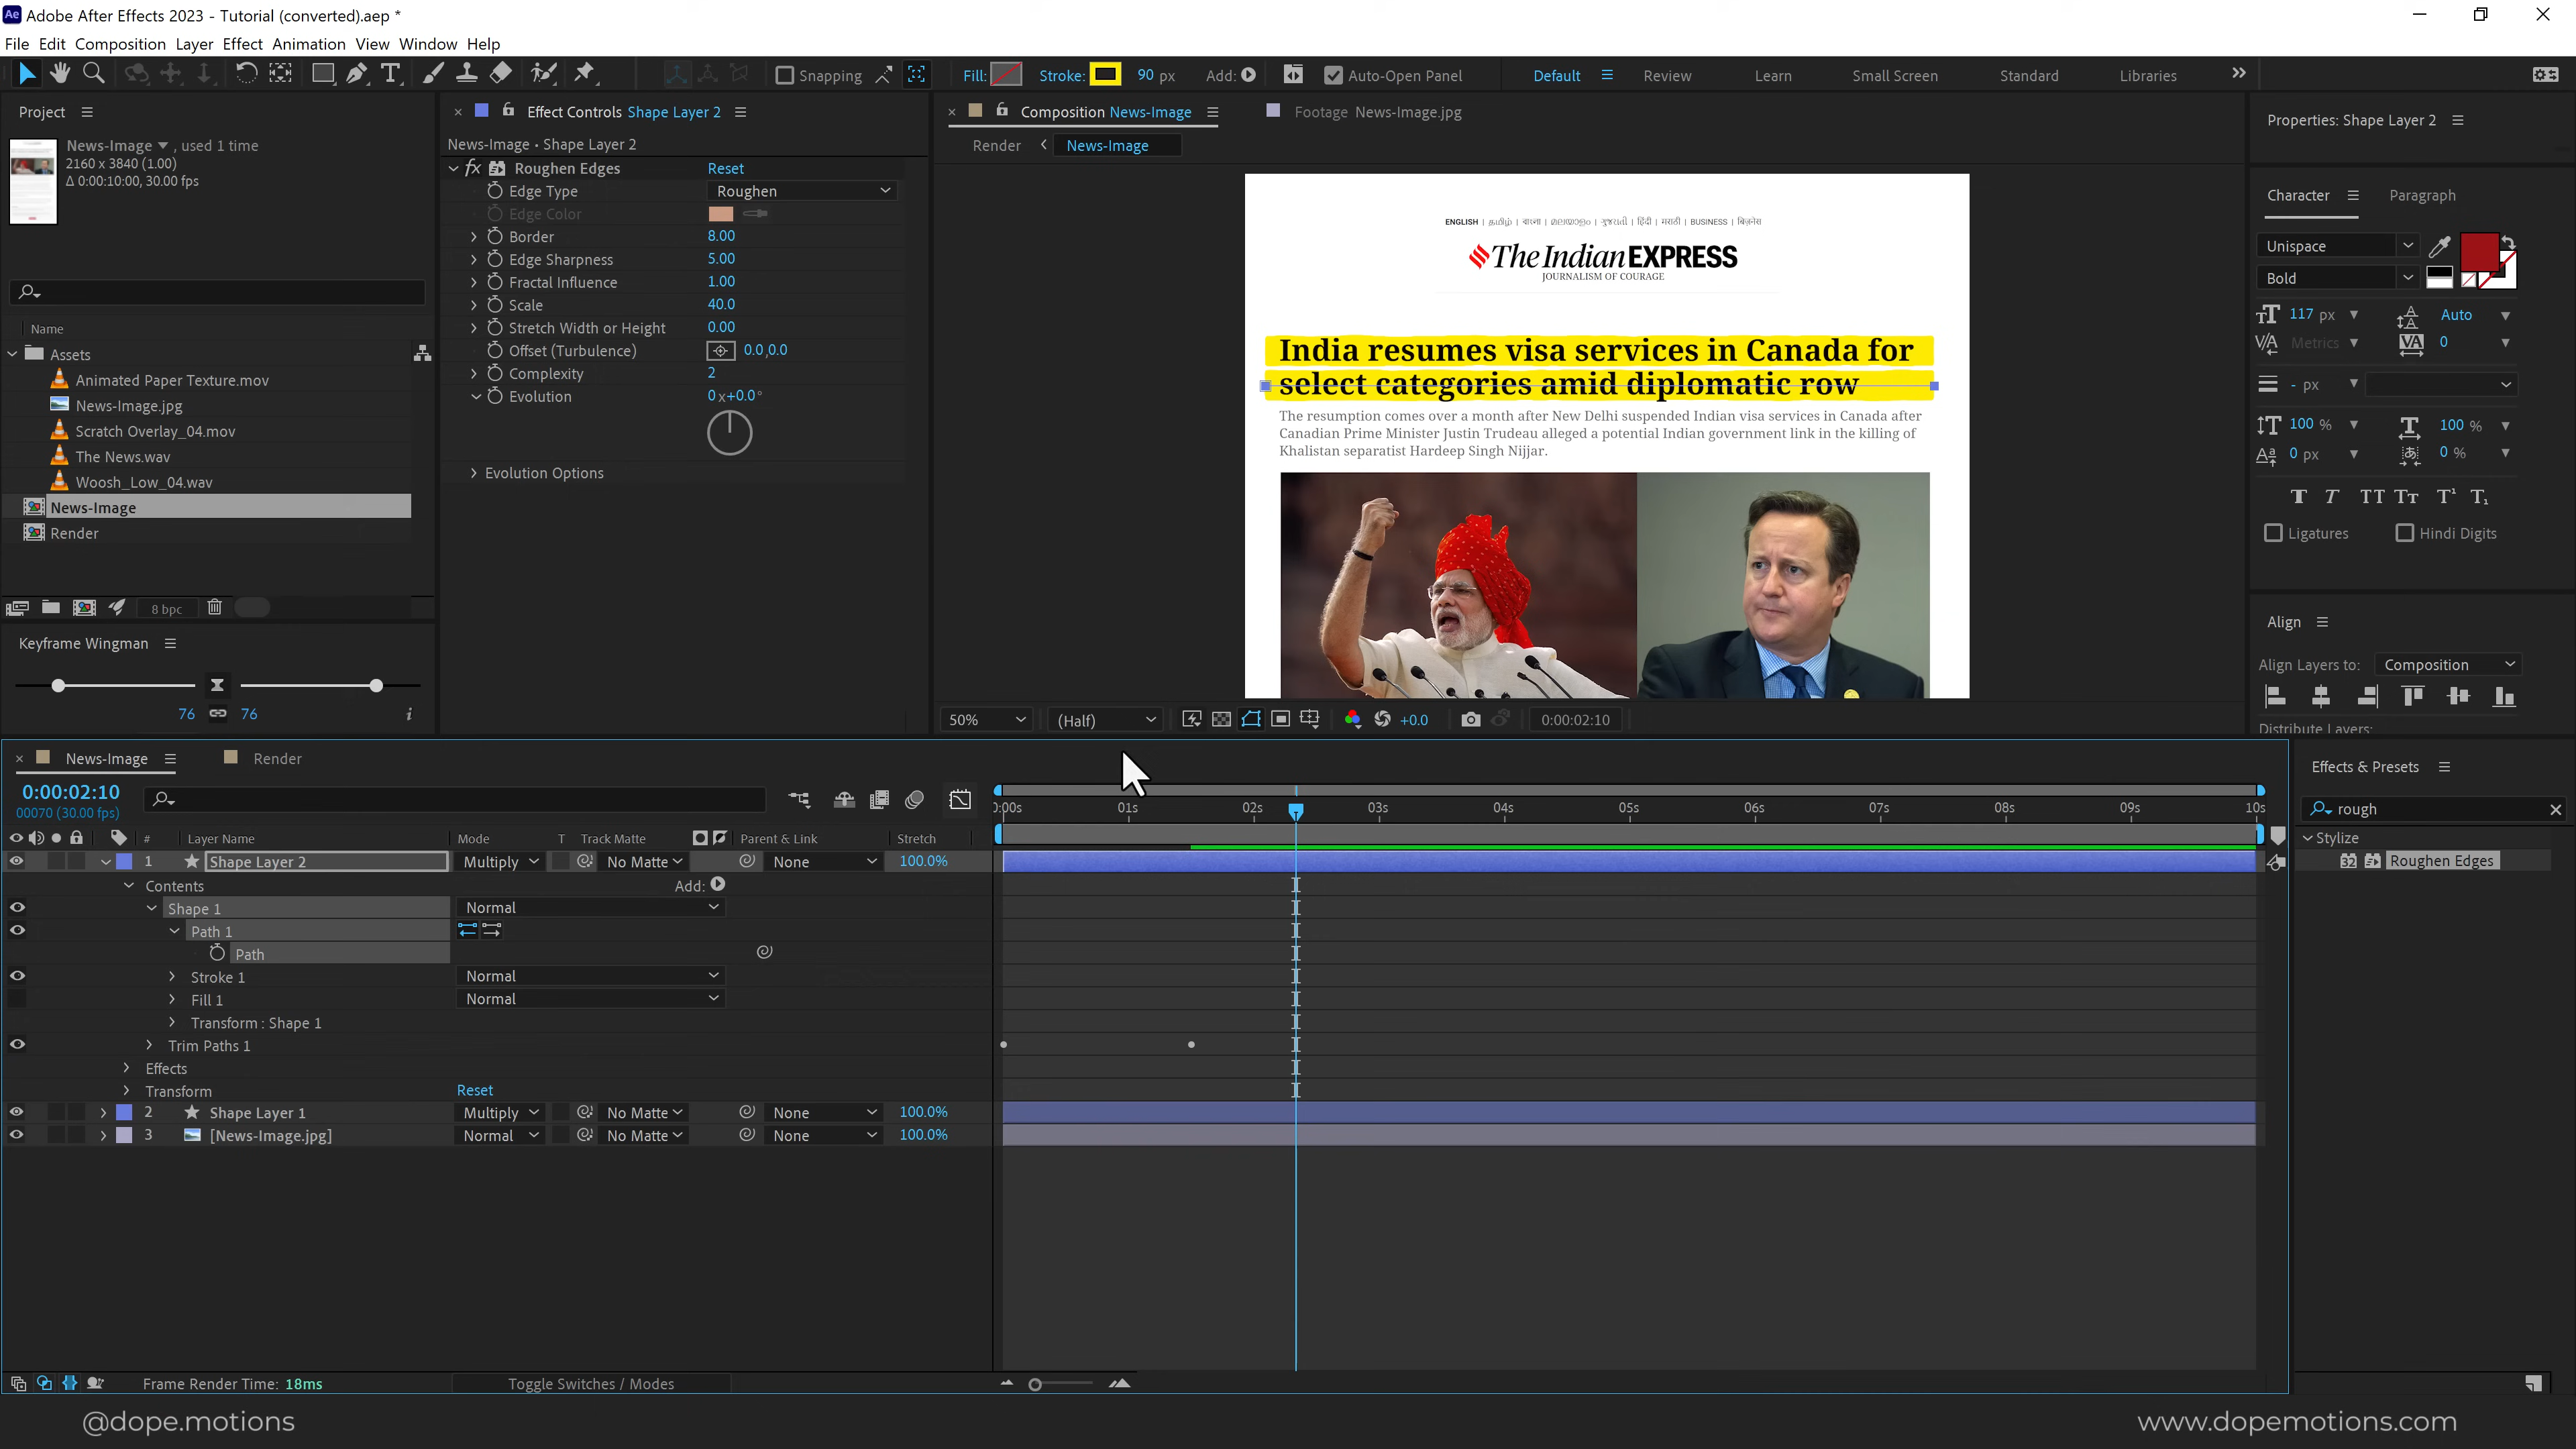 Ae Adobe After Effects 2023 - Tutorial (converted).aep *
File Edit Composition Layer Effect Animation View Window Help
Snapping Fill: Stroke: 90 px Add: Auto-Open Panel Default Review Learn Small Screen Standard Libraries
Project
News-Image , used 1 time
2160 x 3840 (1.00)
Δ 0:00:10:00, 30.00 fps
Name
Assets
Animated Paper Texture.mov
News-Image.jpg
Scratch Overlay_04.mov
The News.wav
Woosh_Low_04.wav
News-Image
Render
8 bpc
Keyframe Wingman
76 76
Effect Controls Shape Layer 2
News-Image • Shape Layer 2
fx Roughen Edges Reset
Edge Type Roughen
Edge Color
Border 8.00
Edge Sharpness 5.00
Fractal Influence 1.00
Scale 40.0
Stretch Width or Height 0.00
Offset (Turbulence) 0.0,0.0
Complexity 2
Evolution 0x+0.0°
Evolution Options
Composition News-Image Footage News-Image.jpg
Render News-Image
ENGLISH | தமிழ் | বাংলা | മലയാളം | ગુજરાતી | हिंदी | मराठी | BUSINESS | बिज़नेस
The Indian EXPRESS
JOURNALISM OF COURAGE
India resumes visa services in Canada for
select categories amid diplomatic row
The resumption comes over a month after New Delhi suspended Indian visa services in Canada after
Canadian Prime Minister Justin Trudeau alleged a potential Indian government link in the killing of
Khalistan separatist Hardeep Singh Nijjar.
50% (Half) +0.0 0:00:02:10
Properties: Shape Layer 2
Character Paragraph
Unispace
Bold
117 px Auto
Metrics 0
- px
100 % 100 %
0 px 0 %
Ligatures Hindi Digits
Align
Align Layers to: Composition
Distribute Layers:
News-Image Render
0:00:02:10
00070 (30.00 fps)
0:00s 01s 02s 03s 04s 05s 06s 07s 08s 09s 10s
# Layer Name Mode T Track Matte Parent & Link Stretch
1 Shape Layer 2 Multiply No Matte None 100.0%
Contents Add:
Shape 1 Normal
Path 1
Path
Stroke 1 Normal
Fill 1 Normal
Transform : Shape 1
Trim Paths 1
Effects
Transform Reset
2 Shape Layer 1 Multiply No Matte None 100.0%
3 [News-Image.jpg] Normal No Matte None 100.0%
Frame Render Time: 18ms Toggle Switches / Modes
Effects & Presets
rough
Stylize
32 Roughen Edges
@dope.motions
www.dopemotions.com